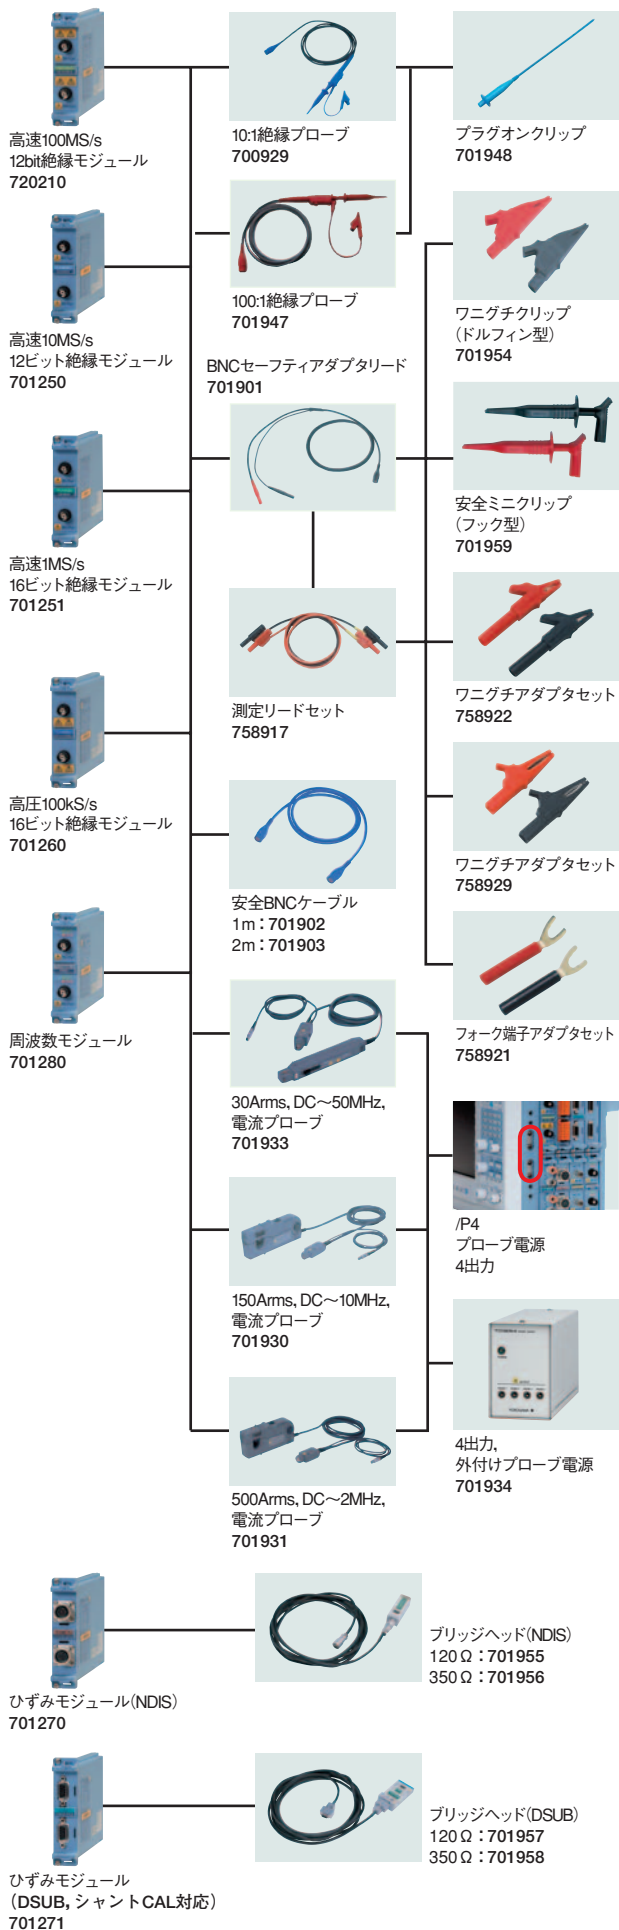 高速100MS/s
12bit絶縁モジュール
720210
10:1絶縁プローブ
700929
プラグオンクリップ
701948
高速10MS/s
12ビット絶縁モジュール
701250
100:1絶縁プローブ
701947
ワニグチクリップ
(ドルフィン型)
701954
BNCセーフティアダプタリード
701901
高速1MS/s
16ビット絶縁モジュール
701251
安全ミニクリップ
(フック型)
701959
測定リードセット
758917
ワニグチアダプタセット
758922
高圧100kS/s
16ビット絶縁モジュール
701260
ワニグチアダプタセット
758929
安全BNCケーブル
1m：701902
2m：701903
周波数モジュール
701280
フォーク端子アダプタセット
758921
30Arms, DC～50MHz,
電流プローブ
701933
/P4
プローブ電源
4出力
150Arms, DC～10MHz,
電流プローブ
701930
4出力,
外付けプローブ電源
701934
500Arms, DC～2MHz,
電流プローブ
701931
ひずみモジュール(NDIS)
701270
ブリッジヘッド(NDIS)
120Ω：701955
350Ω：701956
ひずみモジュール
(DSUB, シャントCAL対応)
701271
ブリッジヘッド(DSUB)
120Ω：701957
350Ω：701958